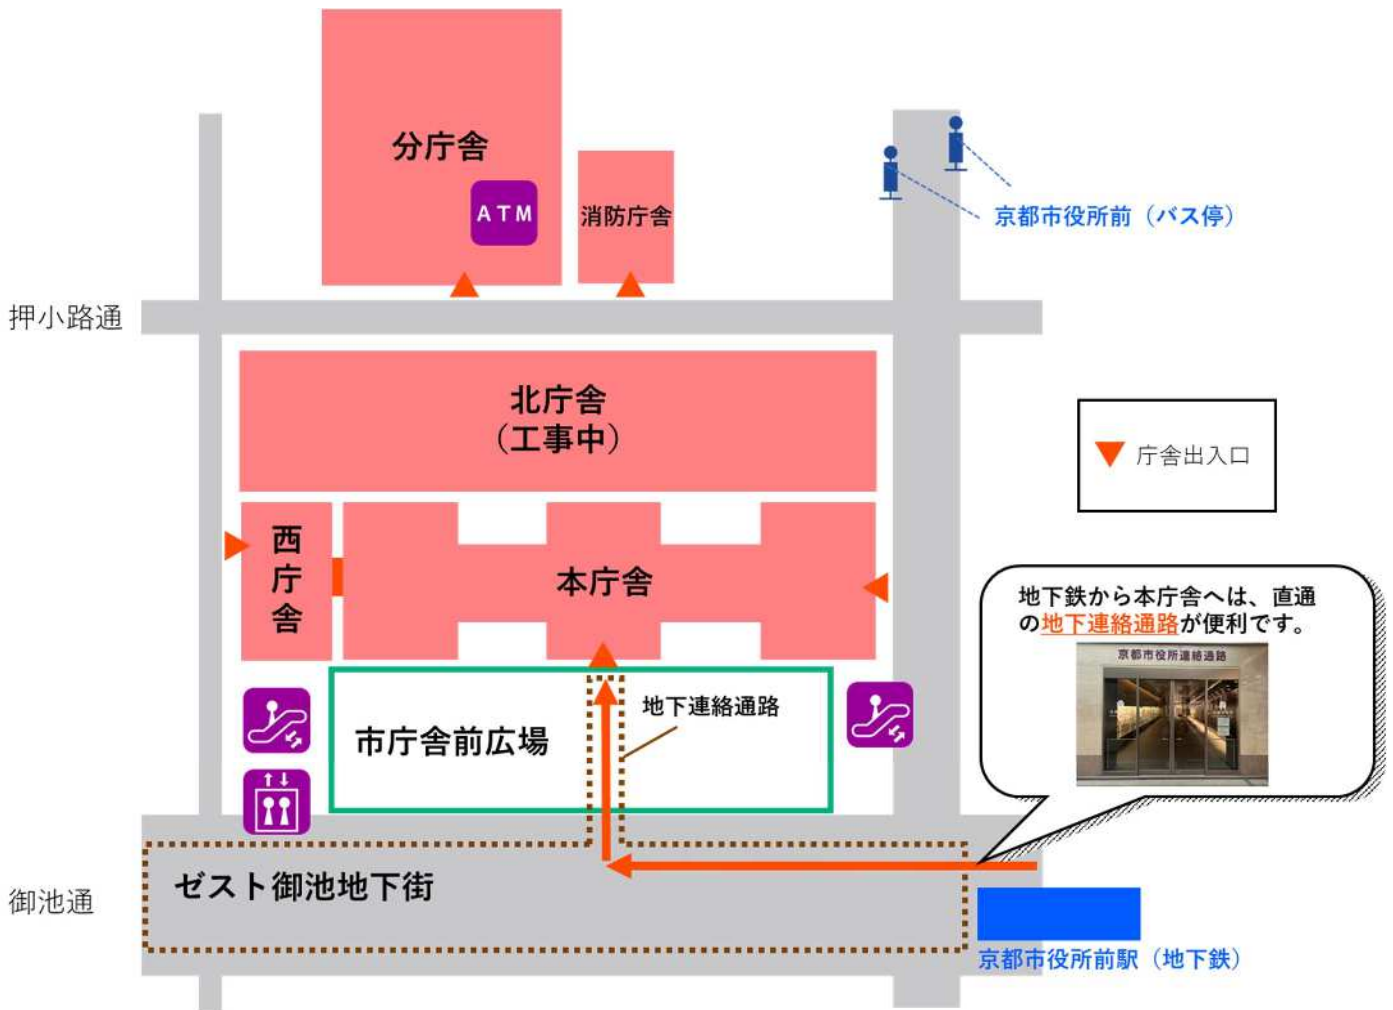 分庁舎
ATM
消防庁舎
京都市役所前（バス停）
押小路通
北庁舎
（工事中）
庁舎出入口
西庁舎
本庁舎
地下鉄から本庁舎へは、直通
の地下連絡通路が便利です。
京都市役所連絡通路
地下連絡通路
市庁舎前広場
ゼスト御池地下街
御池通
京都市役所前駅（地下鉄）